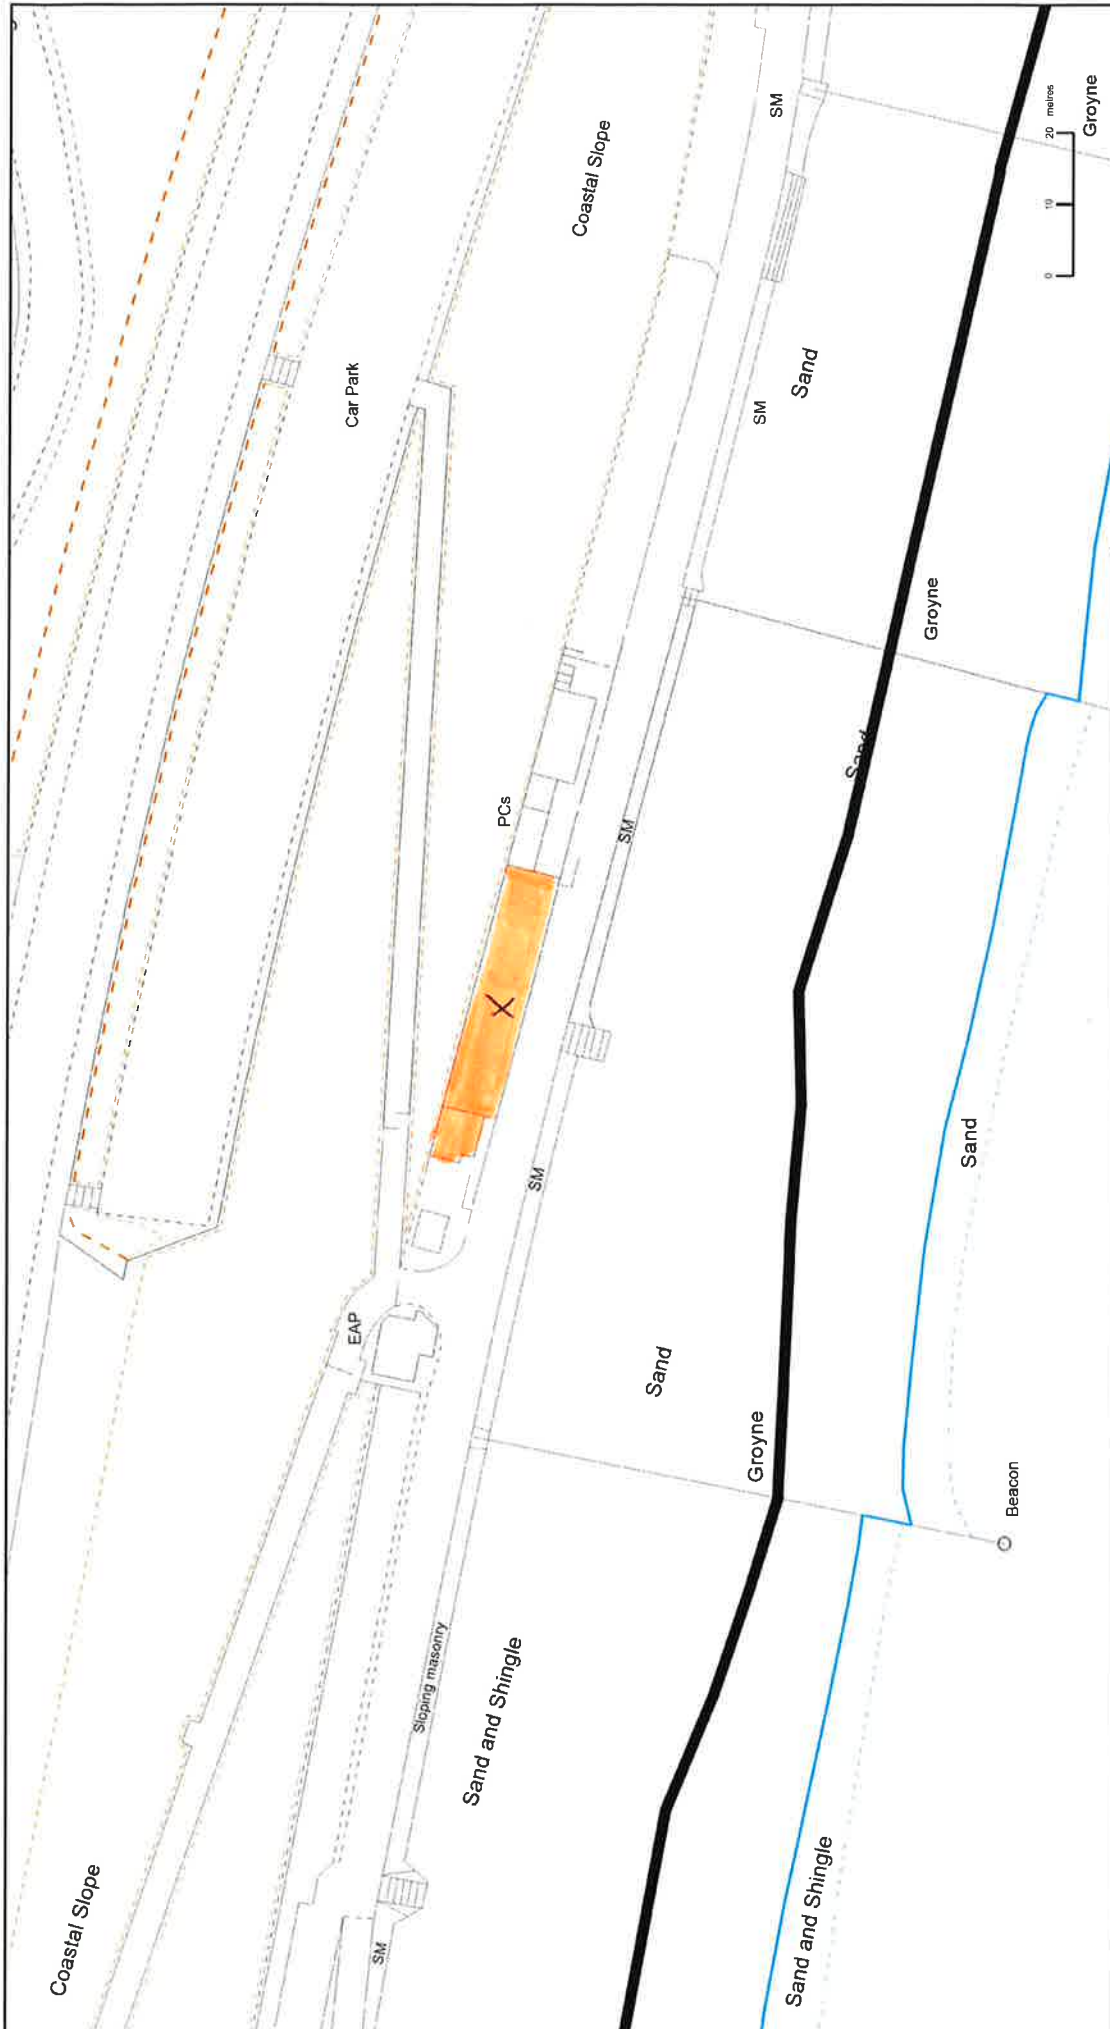 Coastal Slope
SM
Sloping masonry
Sand and Shingle
Sand and Shingle
EAP
Groyne
Sand
Beacon
SM
Sand
X
PCs
SM
Sand
Groyne
Car Park
SM
Sand
Coastal Slope
SM
0 10 20 metres
Groyne